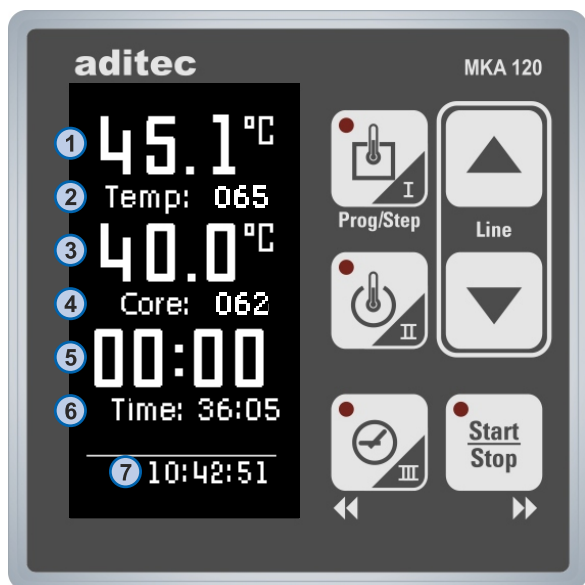 aditec
MKA 120
1 45.1°C
2 Temp: 065
3 40.0°C
4 Core: 062
5 00:00
6 Time: 36:05
7 10:42:51
I
Prog/Step
Line
II
III
Start
Stop